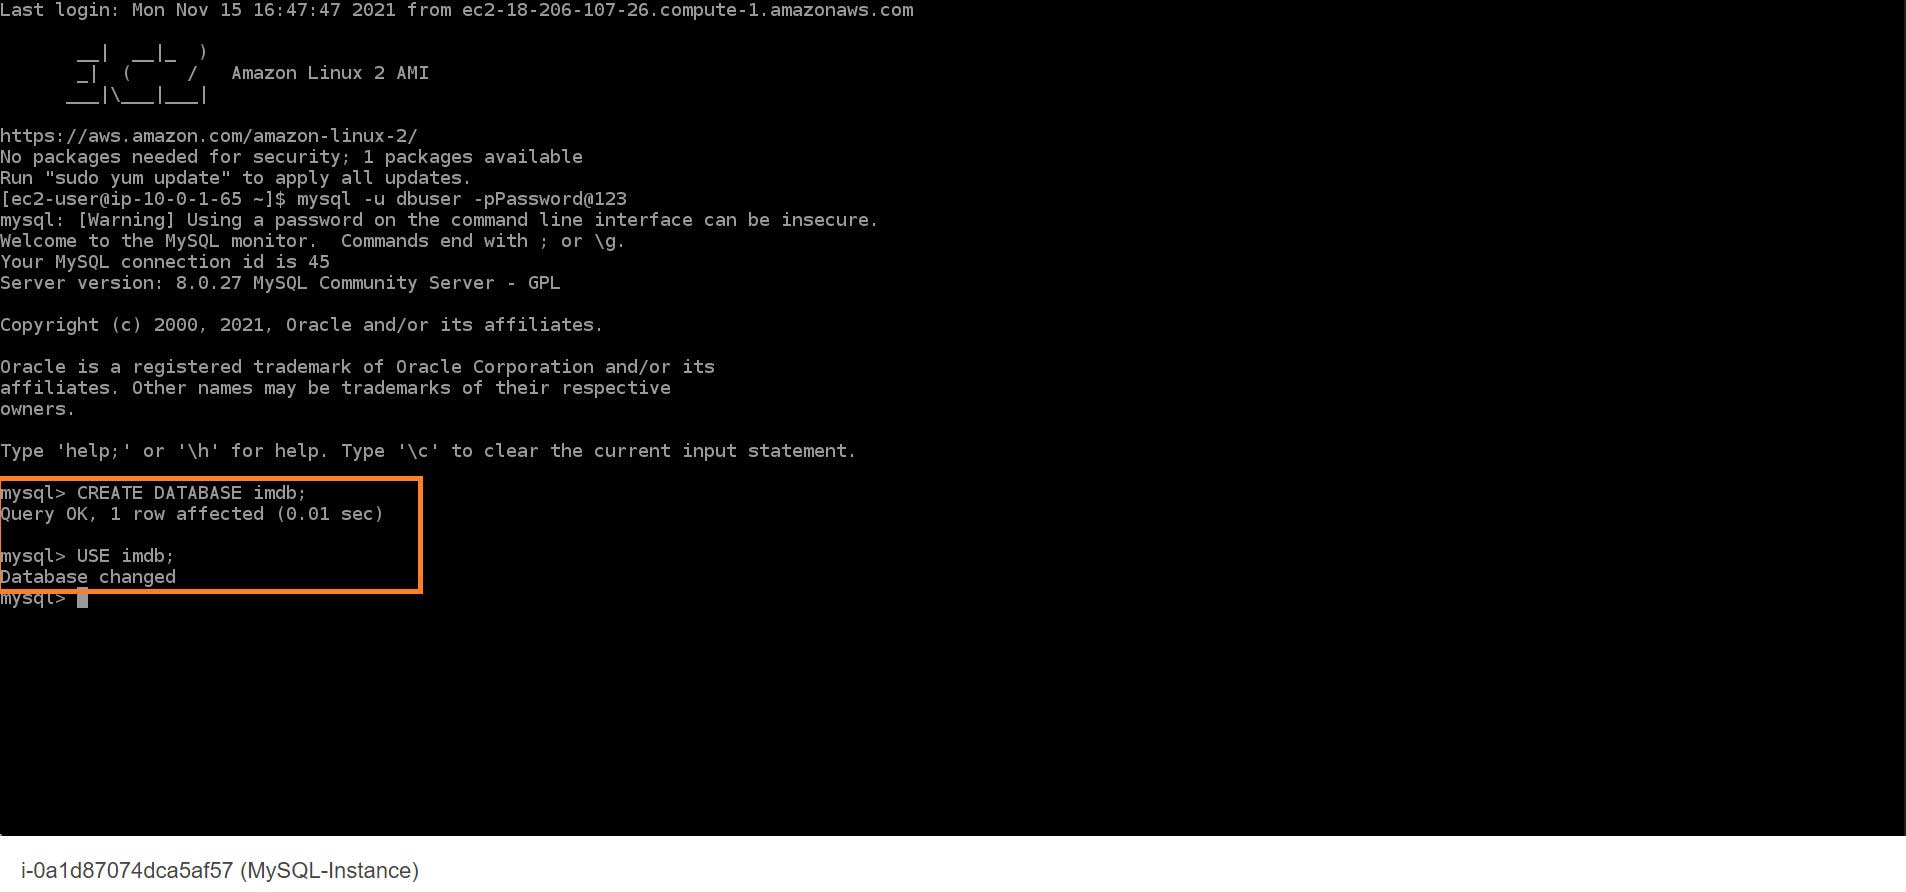 Last login: Mon Nov 15 16:47:47 2021 from ec2-18-206-107-26.compute-1.amazonaws.com
       __|  __|_  )
       _|  (     /   Amazon Linux 2 AMI
      ___|\___|___|
https://aws.amazon.com/amazon-linux-2/
No packages needed for security; 1 packages available
Run "sudo yum update" to apply all updates.
[ec2-user@ip-10-0-1-65 ~]$ mysql -u dbuser -pPassword@123
mysql: [Warning] Using a password on the command line interface can be insecure.
Welcome to the MySQL monitor.  Commands end with ; or \g.
Your MySQL connection id is 45
Server version: 8.0.27 MySQL Community Server - GPL
Copyright (c) 2000, 2021, Oracle and/or its affiliates.
Oracle is a registered trademark of Oracle Corporation and/or its
affiliates. Other names may be trademarks of their respective
owners.
Type 'help;' or '\h' for help. Type '\c' to clear the current input statement.
mysql> CREATE DATABASE imdb;
Query OK, 1 row affected (0.01 sec)
mysql> USE imdb;
Database changed
mysql>
i-0a1d87074dca5af57 (MySQL-Instance)